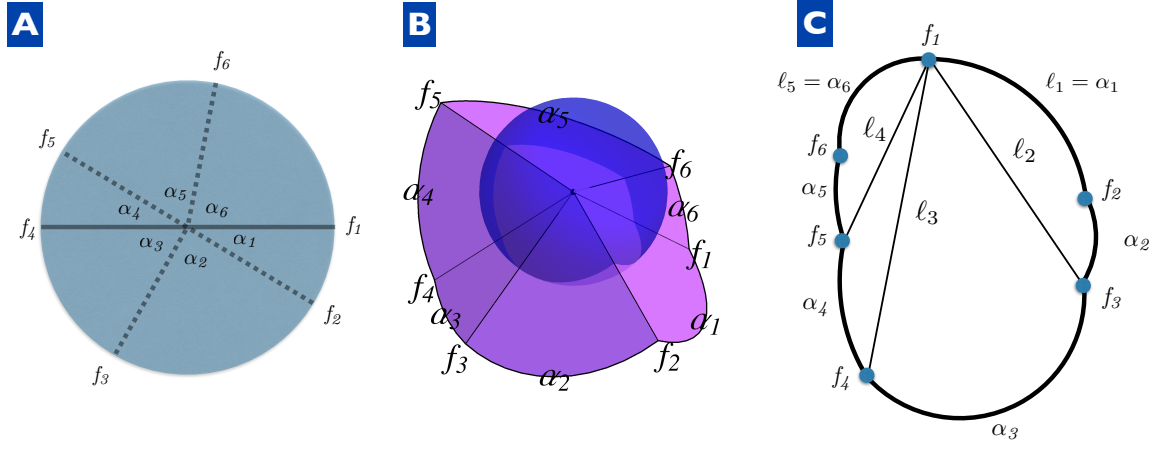 A
f₆
f₅
α₅
α₄
α₆
f₄
f₁
α₃
α₁
α₂
f₂
f₃
B
f₅
α₅
f₆
α₄
α₆
f₁
f₄
α₃
α₁
f₃
f₂
α₂
C
f₁
ℓ₅ = α₆
ℓ₁ = α₁
ℓ₄
f₆
ℓ₂
α₅
f₂
ℓ₃
f₅
α₂
f₃
α₄
f₄
α₃